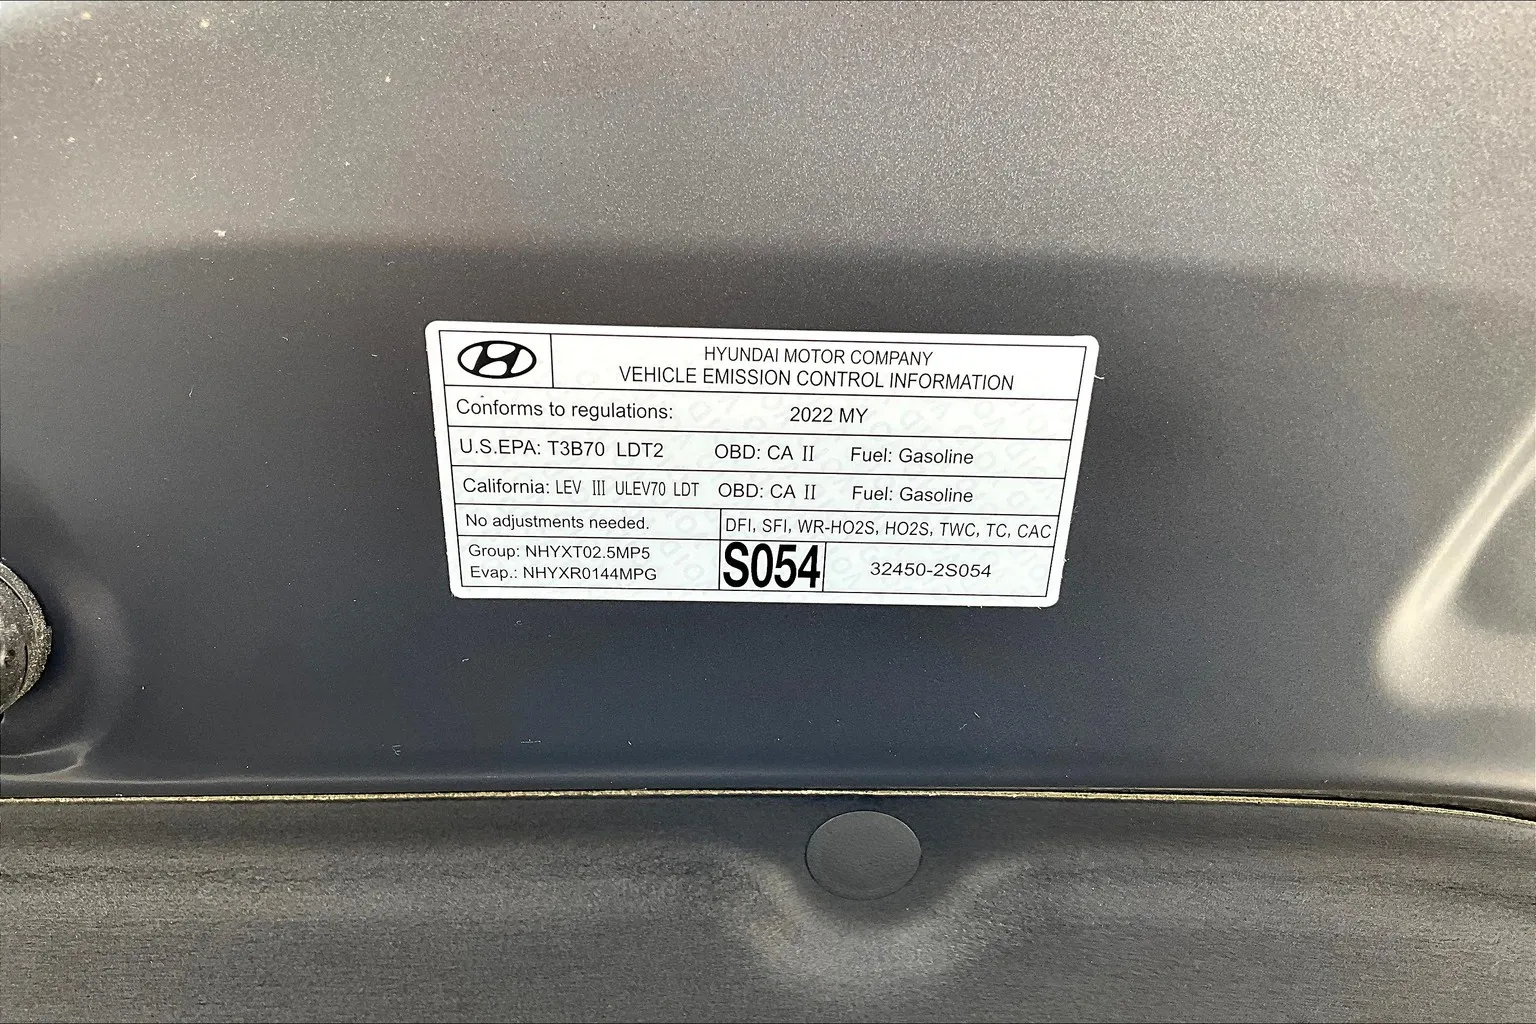 HYUNDAI MOTOR COMPANY
VEHICLE EMISSION CONTROL INFORMATION
Conforms to regulations: 2022 MY
U.S.EPA: T3B70 LDT2 OBD: CA II Fuel: Gasoline
California: LEV III ULEV70 LDT OBD: CA II Fuel: Gasoline
No adjustments needed. DFI, SFI, WR-HO2S, HO2S, TWC, TC, CAC
Group: NHYXT02.5MP5
Evap.: NHYXR0144MPG
S054 32450-2S054